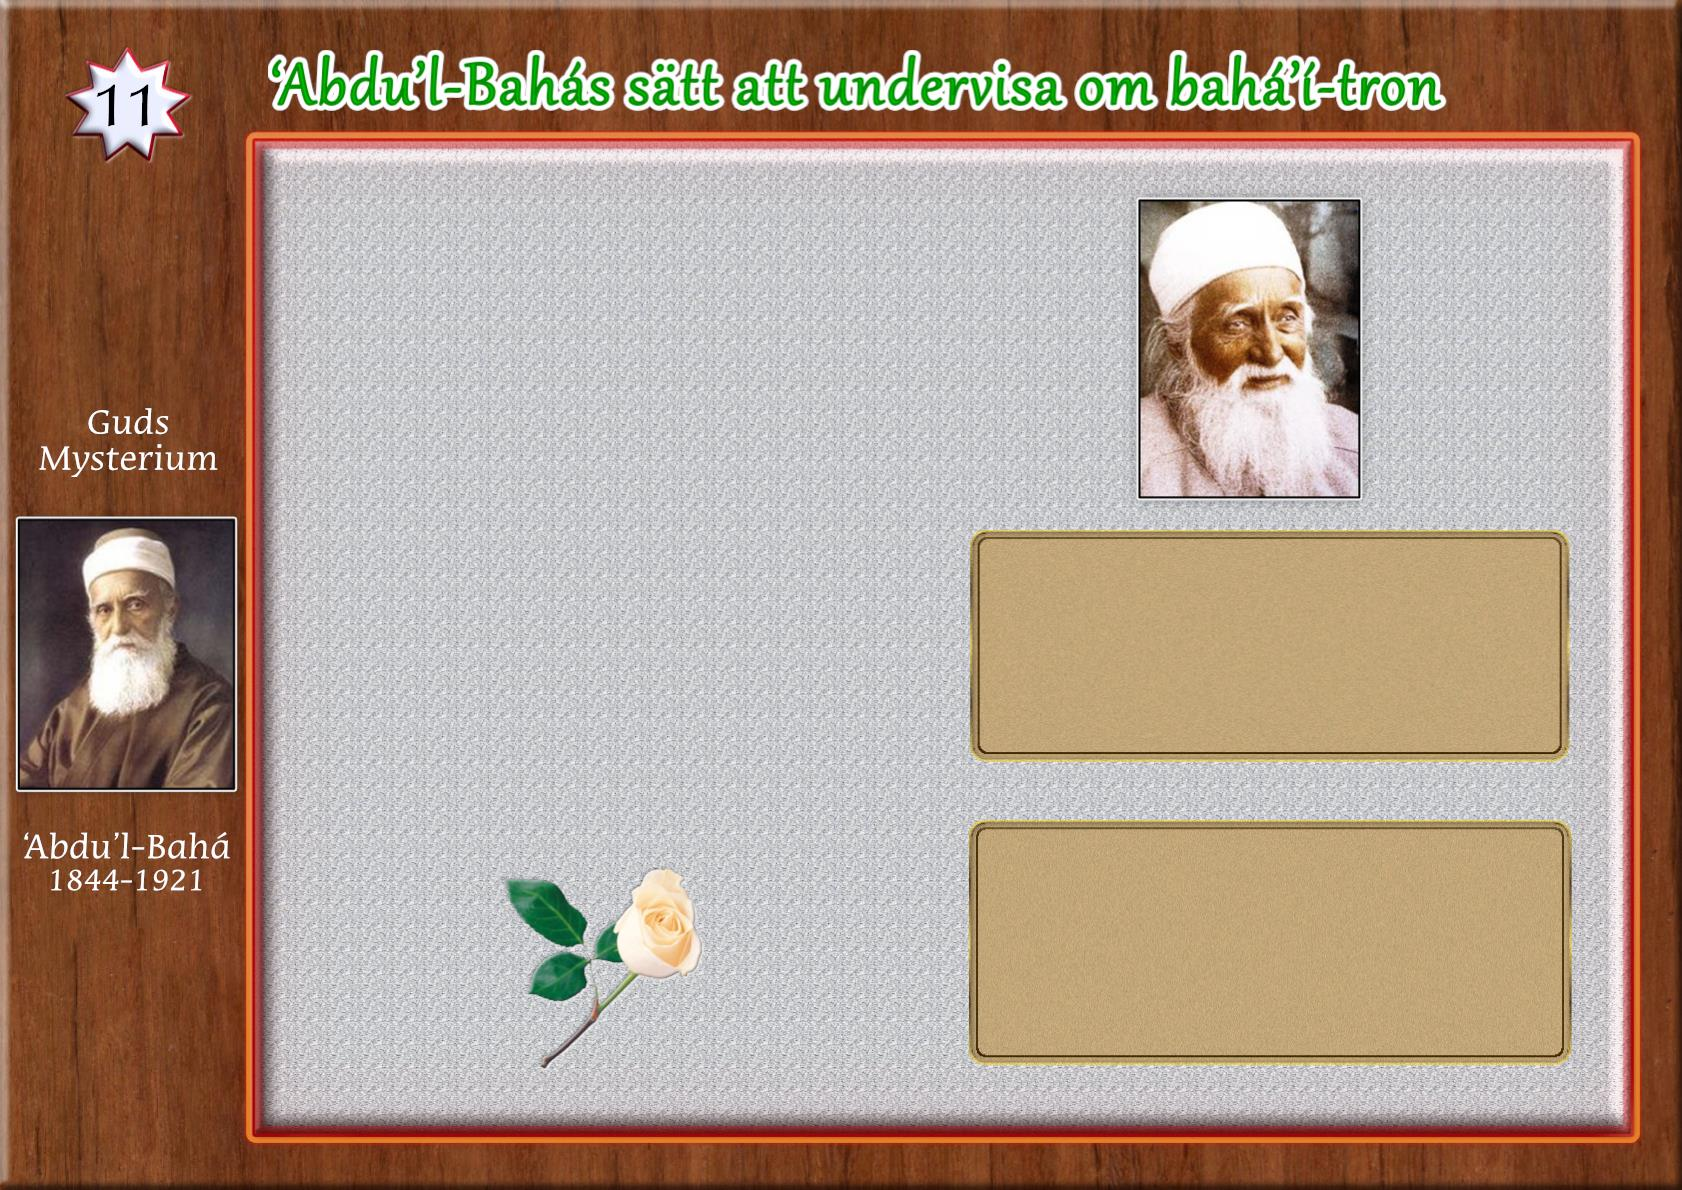 11
‘Abdu’l-Bahás sätt att undervisa om bahá’í-tron
Guds
Mysterium
‘Abdu’l-Bahá
1844-1921